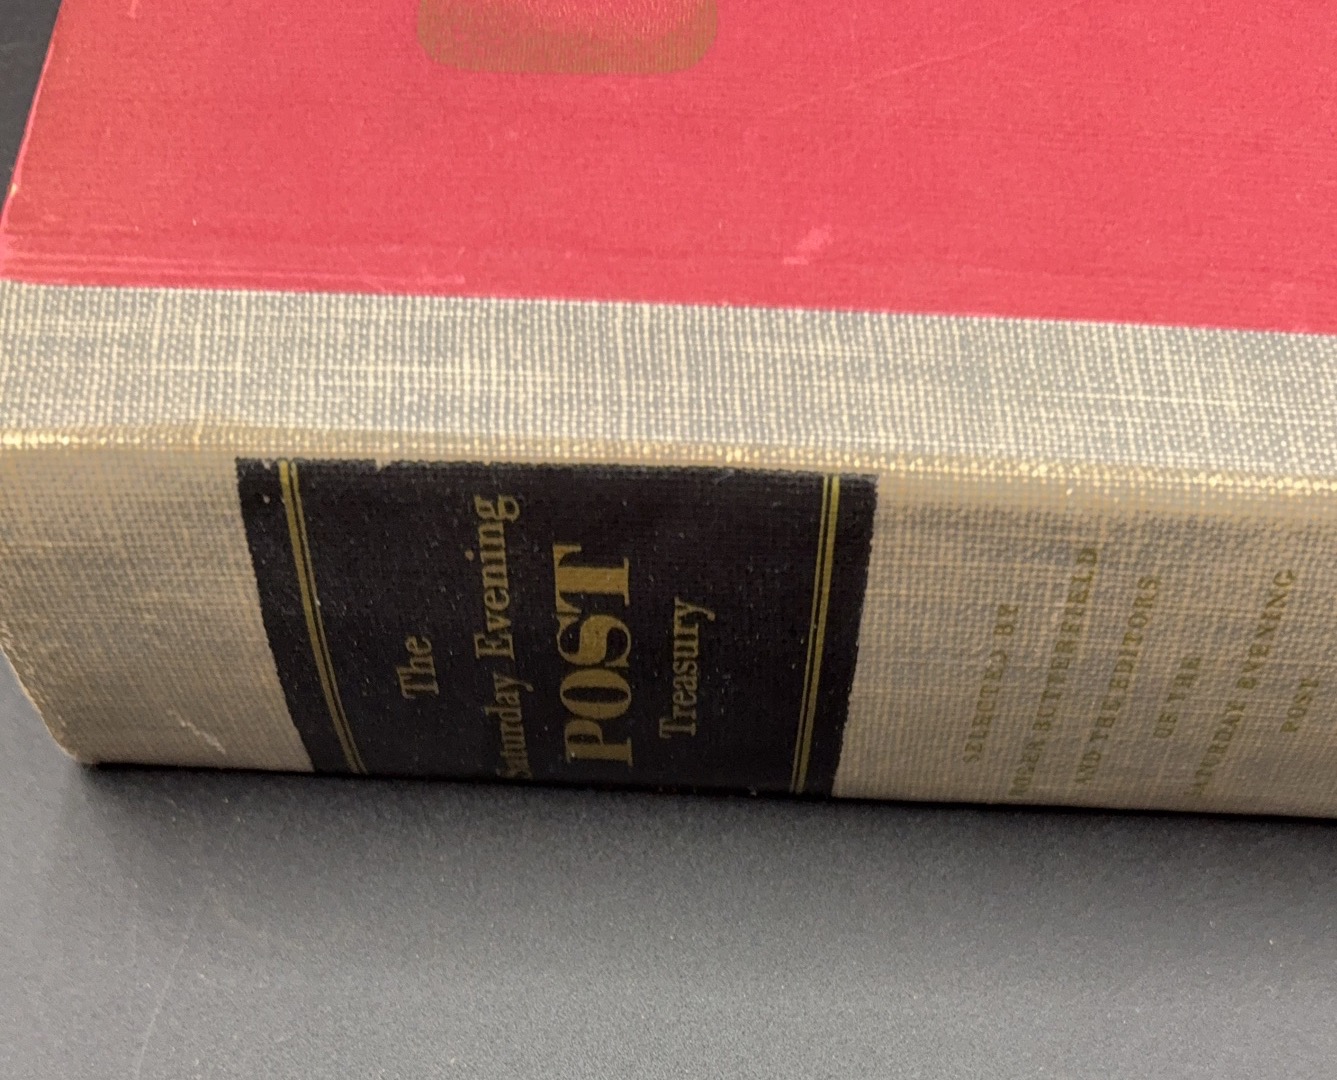 The
Saturday Evening
POST
Treasury
SELECTED BY
ROGER BUTTERFIELD
AND THE EDITORS
OF THE
SATURDAY EVENING
POST